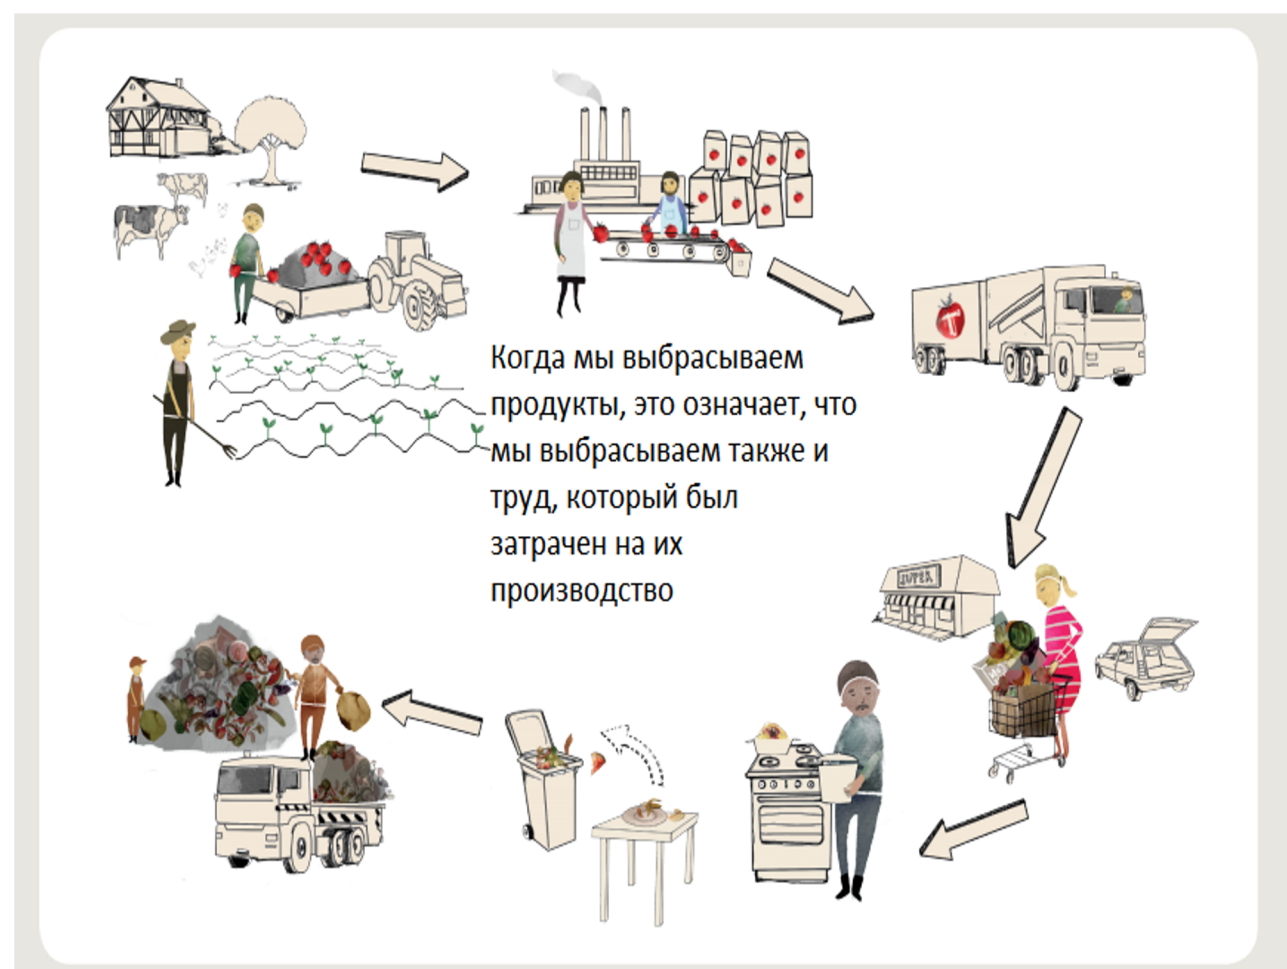 Когда мы выбрасываем
продукты, это означает, что
мы выбрасываем также и
труд, который был
затрачен на их
производство
T
SUPER